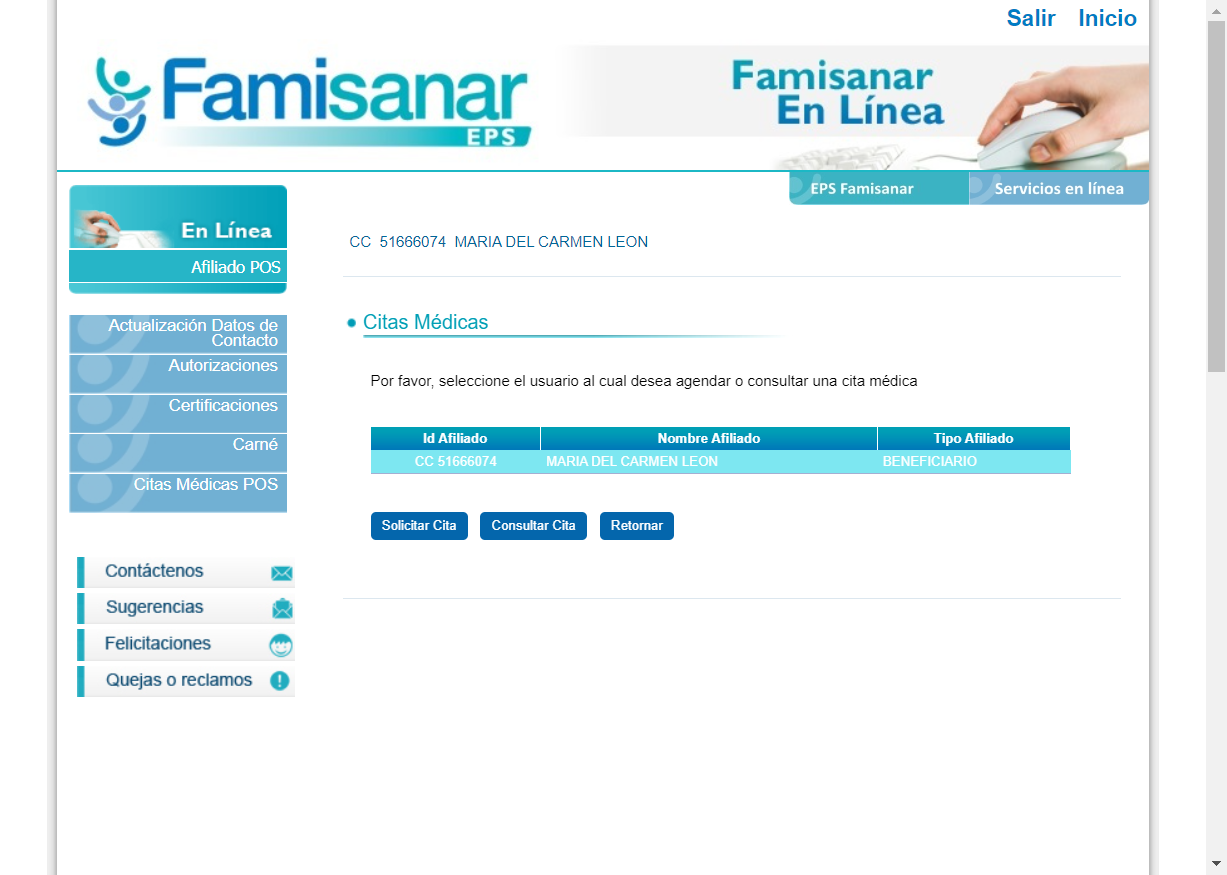 Salir Inicio
Famisanar
EPS
Famisanar
En Línea
EPS Famisanar Servicios en línea
En Línea
Afiliado POS
Actualización Datos de
Contacto
Autorizaciones
Certificaciones
Carné
Citas Médicas POS
Contáctenos
Sugerencias
Felicitaciones
Quejas o reclamos
CC 51666074 MARIA DEL CARMEN LEON
Citas Médicas
Por favor, seleccione el usuario al cual desea agendar o consultar una cita médica
Id Afiliado Nombre Afiliado Tipo Afiliado
CC 51666074 MARIA DEL CARMEN LEON BENEFICIARIO
Solicitar Cita Consultar Cita Retornar